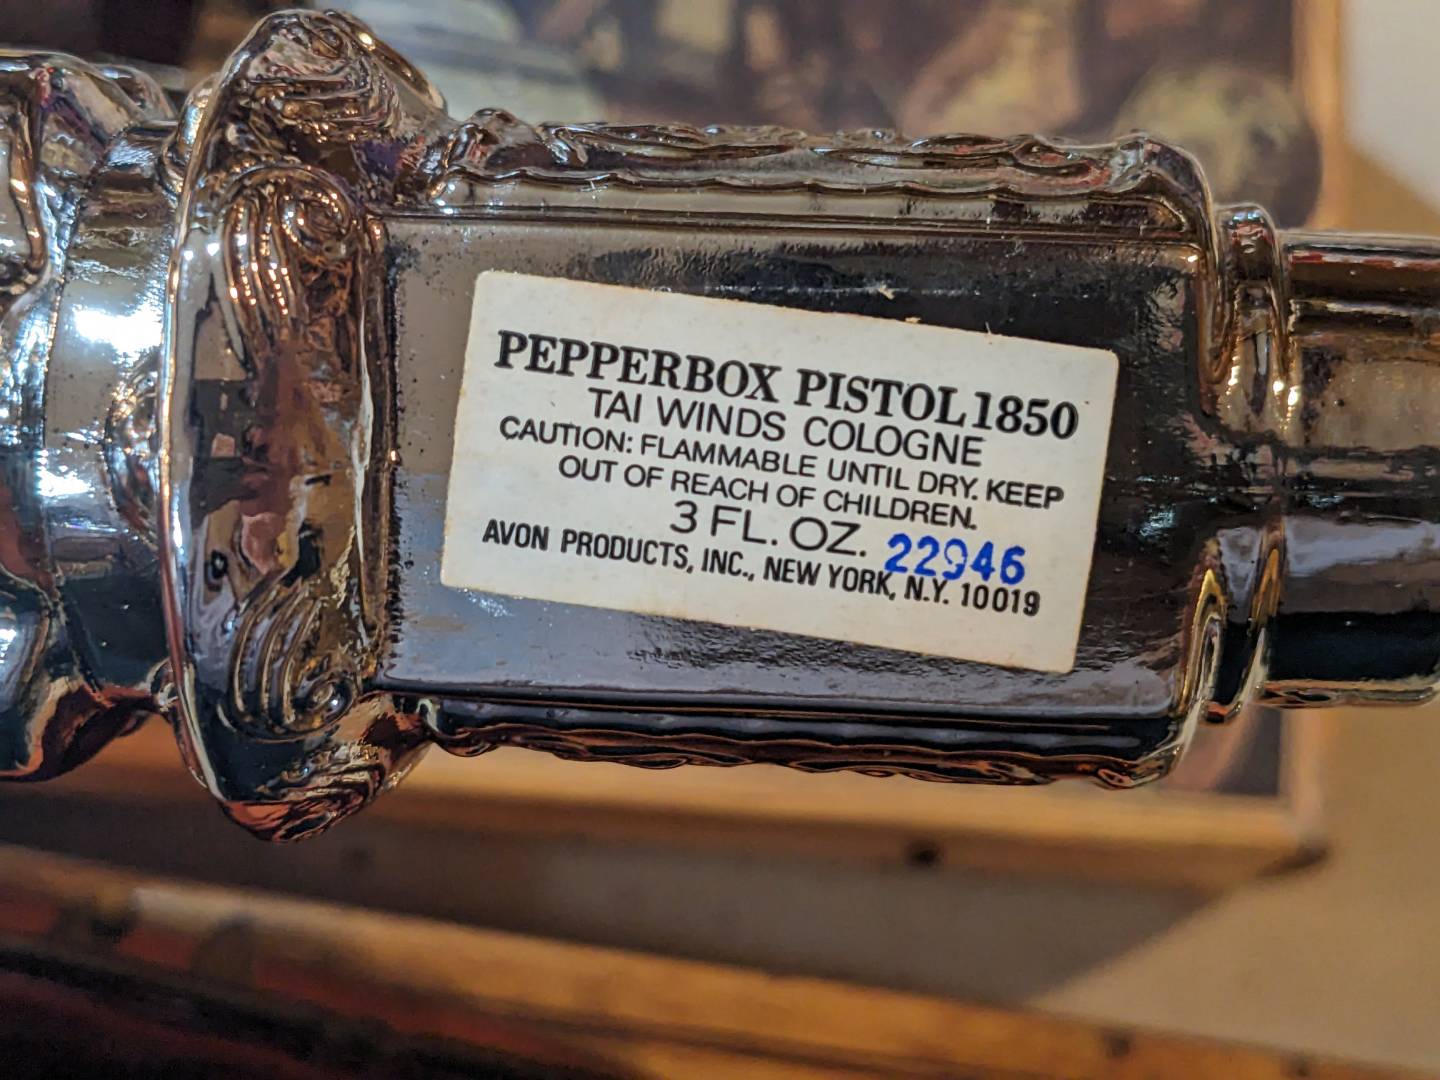 PEPPERBOX PISTOL 1850
TAI WINDS COLOGNE
CAUTION: FLAMMABLE UNTIL DRY. KEEP
OUT OF REACH OF CHILDREN.
3 FL. OZ. 22946
AVON PRODUCTS, INC., NEW YORK, N.Y. 10019